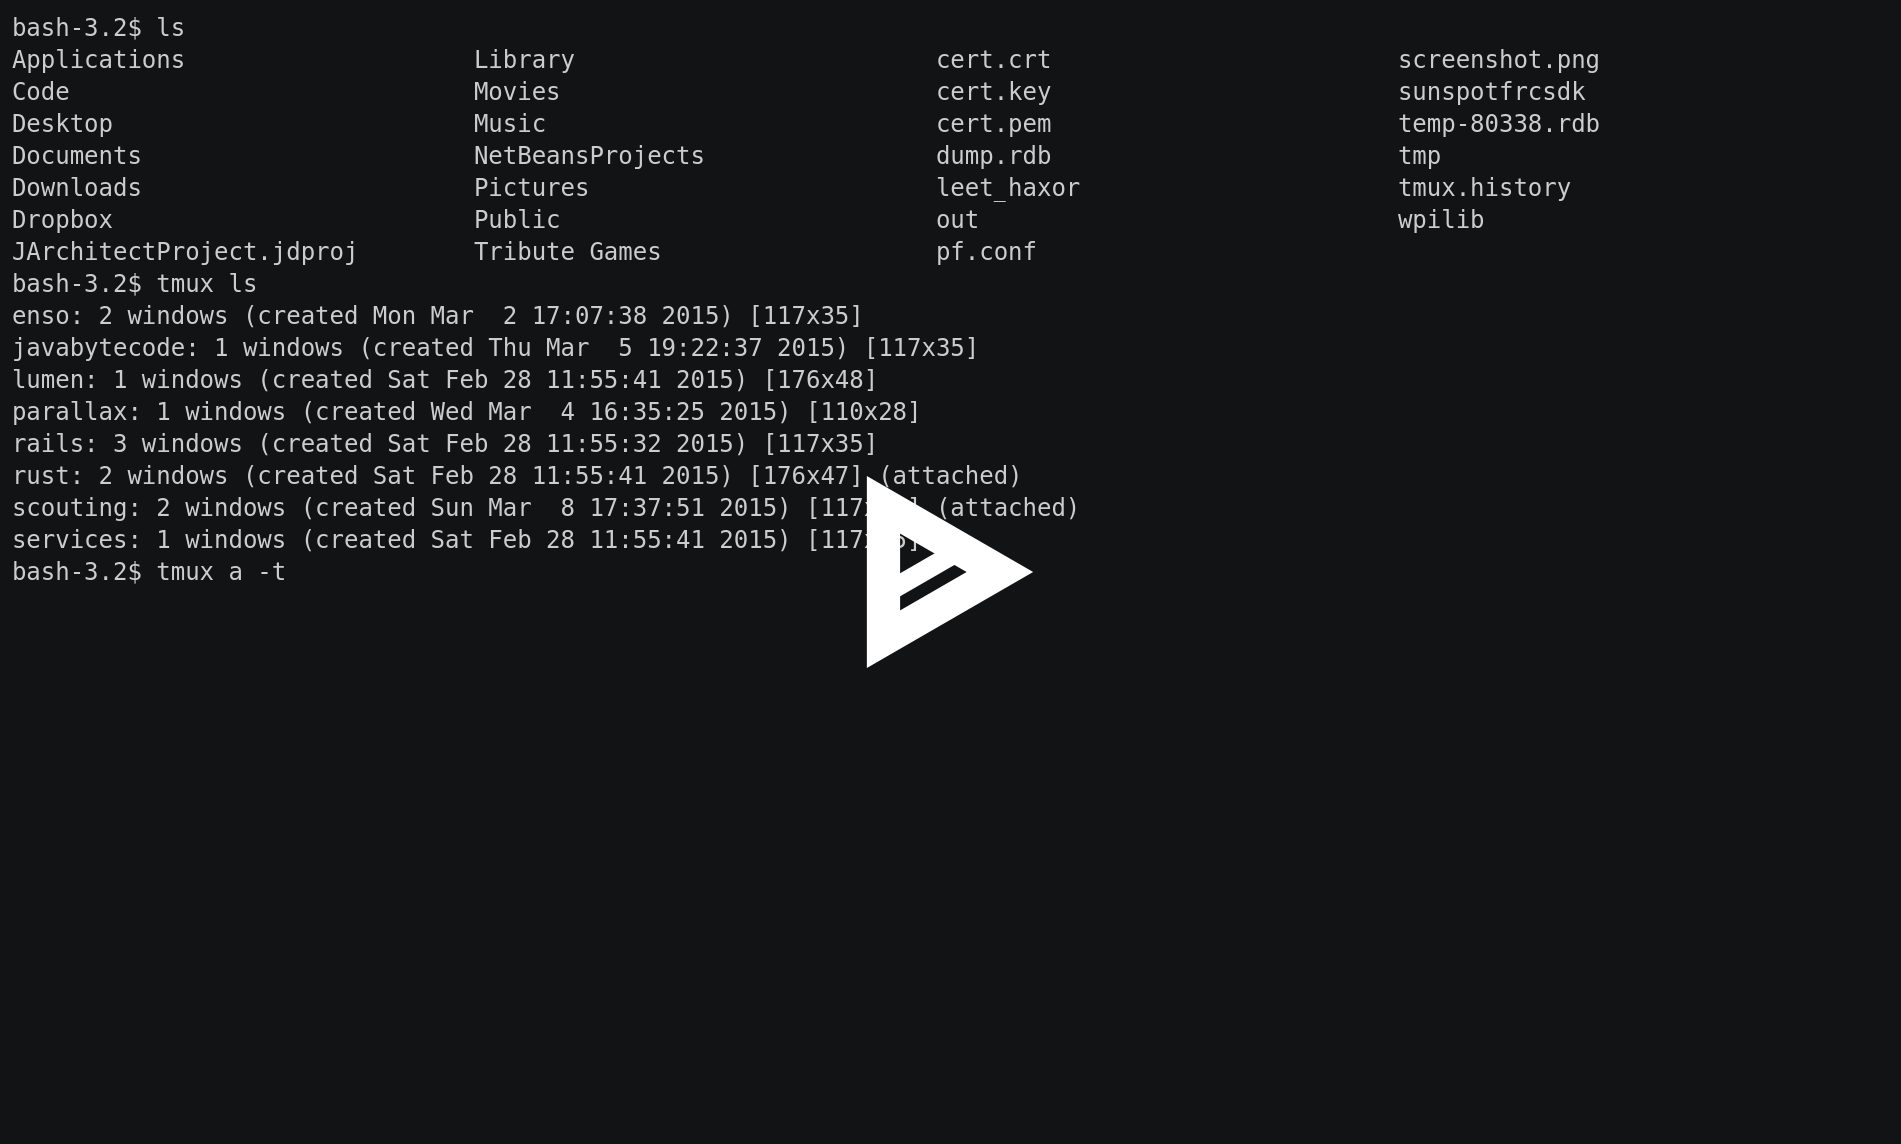 bash-3.2$ ls
Applications                    Library                         cert.crt                        screenshot.png
Code                            Movies                          cert.key                        sunspotfrcsdk
Desktop                         Music                           cert.pem                        temp-80338.rdb
Documents                       NetBeansProjects                dump.rdb                        tmp
Downloads                       Pictures                        leet_haxor                      tmux.history
Dropbox                         Public                          out                             wpilib
JArchitectProject.jdproj        Tribute Games                   pf.conf
bash-3.2$ tmux ls
enso: 2 windows (created Mon Mar  2 17:07:38 2015) [117x35]
javabytecode: 1 windows (created Thu Mar  5 19:22:37 2015) [117x35]
lumen: 1 windows (created Sat Feb 28 11:55:41 2015) [176x48]
parallax: 1 windows (created Wed Mar  4 16:35:25 2015) [110x28]
rails: 3 windows (created Sat Feb 28 11:55:32 2015) [117x35]
rust: 2 windows (created Sat Feb 28 11:55:41 2015) [176x47] (attached)
scouting: 2 windows (created Sun Mar  8 17:37:51 2015) (attached)
services: 1 windows (created Sat Feb 28 11:55:41 2015)
bash-3.2$ tmux a -t